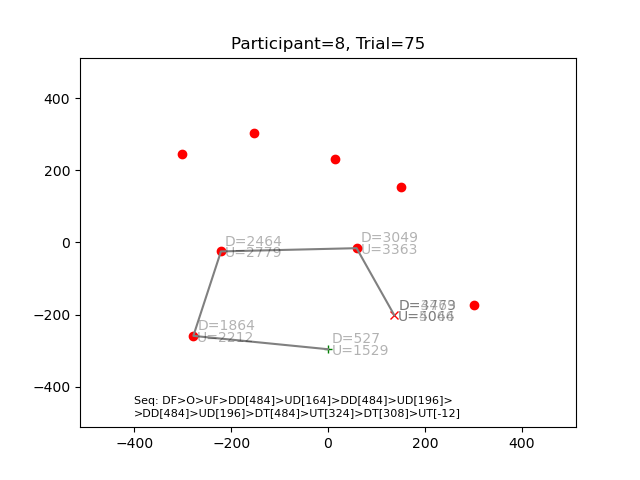 Participant=8, Trial=75
400
200
0
−200
−400
D=2464
U=2779
D=3049
U=3363
D=1864
U=2212
D=527
U=1529
Seq: DF>O>UF>DD[484]>UD[164]>DD[484]>UD[196]>
>DD[484]>UD[196]>DT[484]>UT[324]>DT[308]>UT[-12]
−400
−200
0
200
400